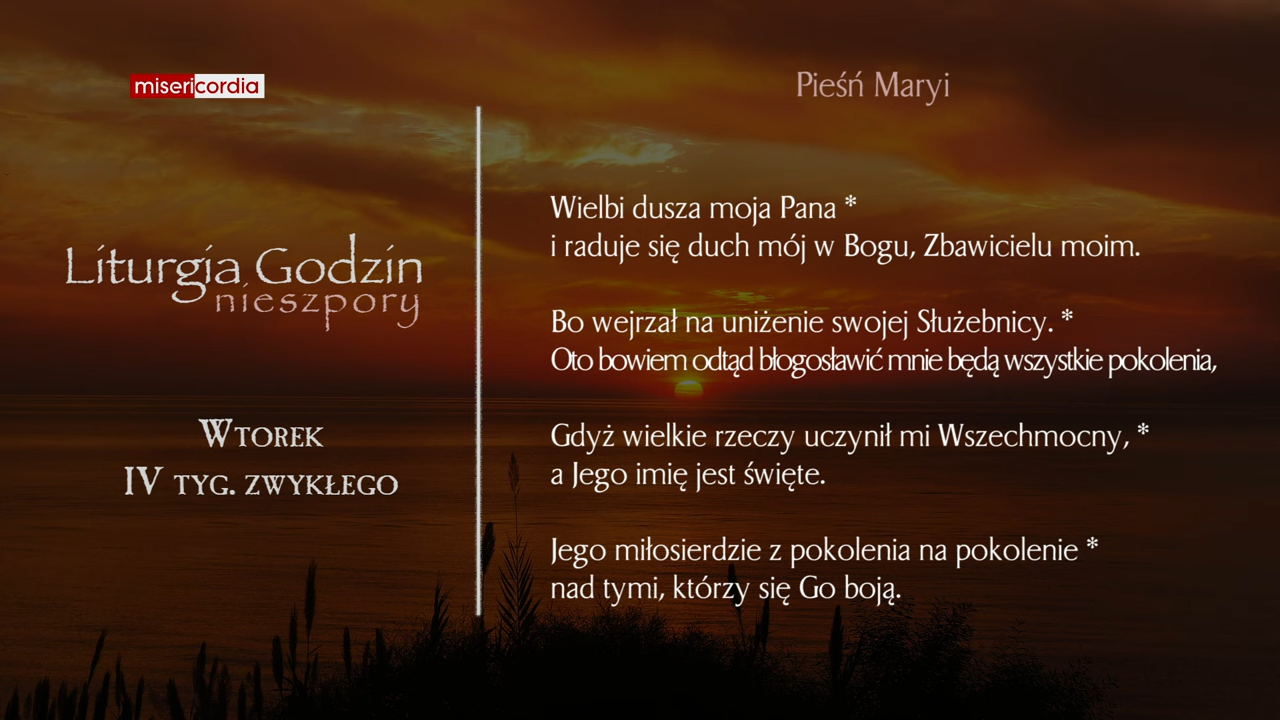 misericordia
Liturgia Godzin
nieszpory
Wtorek
IV tyg. zwykłego
Pieśń Maryi
Wielbi dusza moja Pana *
i raduje się duch mój w Bogu, Zbawicielu moim.
Bo wejrzał na uniżenie swojej Służebnicy. *
Oto bowiem odtąd błogosławić mnie będą wszystkie pokolenia,
Gdyż wielkie rzeczy uczynił mi Wszechmocny, *
a Jego imię jest święte.
Jego miłosierdzie z pokolenia na pokolenie *
nad tymi, którzy się Go boją.